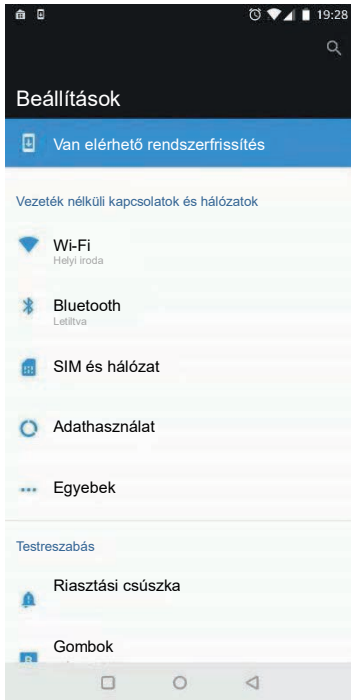 19:28
Beállítások
Van elérhető rendszerfrissítés
Vezeték nélküli kapcsolatok és hálózatok
Wi-Fi
Helyi iroda
Bluetooth
Letiltva
SIM és hálózat
Adathasználat
Egyebek
Testreszabás
Riasztási csúszka
Gombok